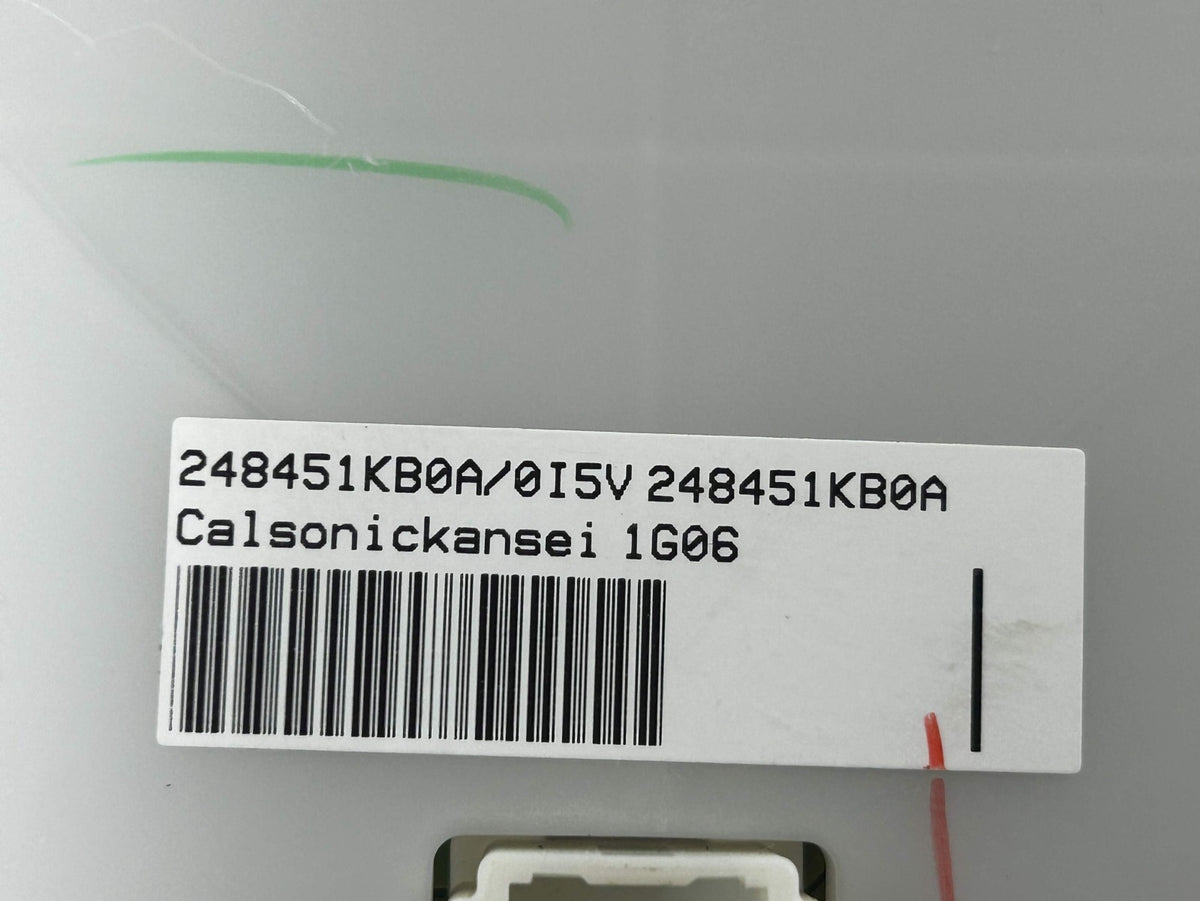 248451KB0A/0I5V 248451KB0A
Calsonickansei 1G06